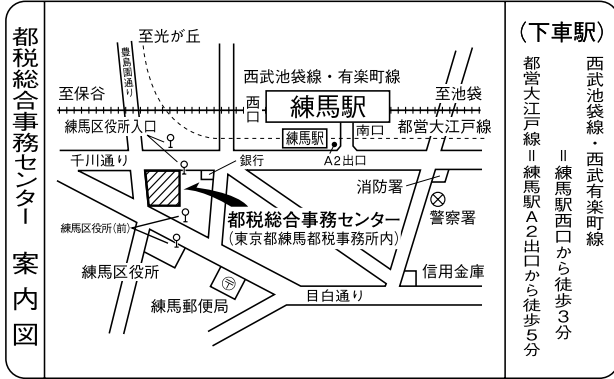 都税総合事務センター 案内図
至光が丘
豊島園通り
西武池袋線・有楽町線
至保谷
西口
練馬駅
至池袋
練馬区役所入口
練馬駅
南口
都営大江戸線
千川通り
銀行
A2出口
消防署
都税総合事務センター
(東京都練馬都税事務所内)
警察署
練馬区役所(前)
練馬区役所
信用金庫
目白通り
練馬郵便局
〒
(下車駅)
西武池袋線・西武有楽町線
=練馬駅西口から徒歩3分
都営大江戸線=練馬駅A2出口から徒歩5分